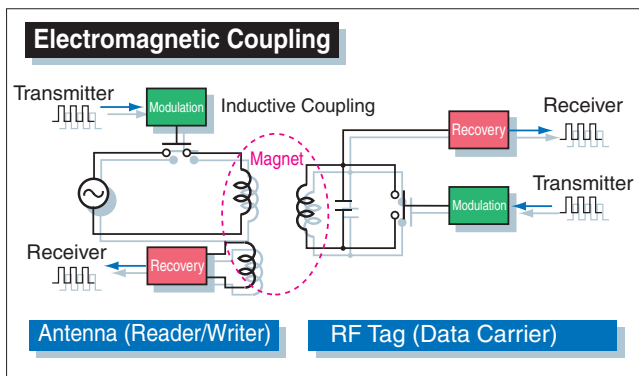 Electromagnetic Coupling
Transmitter
Modulation
Inductive Coupling
Magnet
Recovery
Receiver
Modulation
Transmitter
Receiver
Recovery
Antenna (Reader/Writer)
RF Tag (Data Carrier)